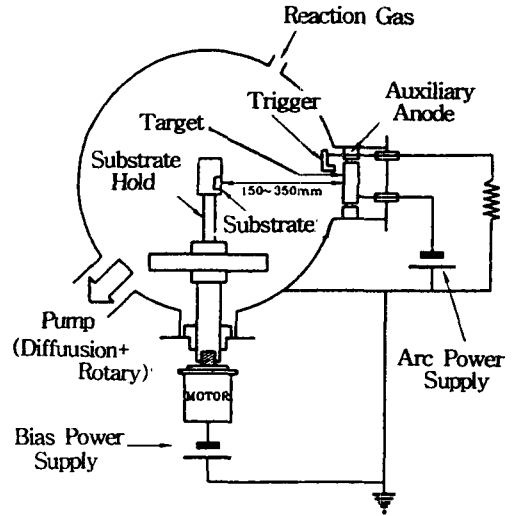 Reaction Gas
Auxiliary
Anode
Trigger
Target
Substrate
Hold
150~350mm
Substrate
Pump
(Diffuusion+
Rotary)
MOTOR
Arc Power
Supply
Bias Power
Supply